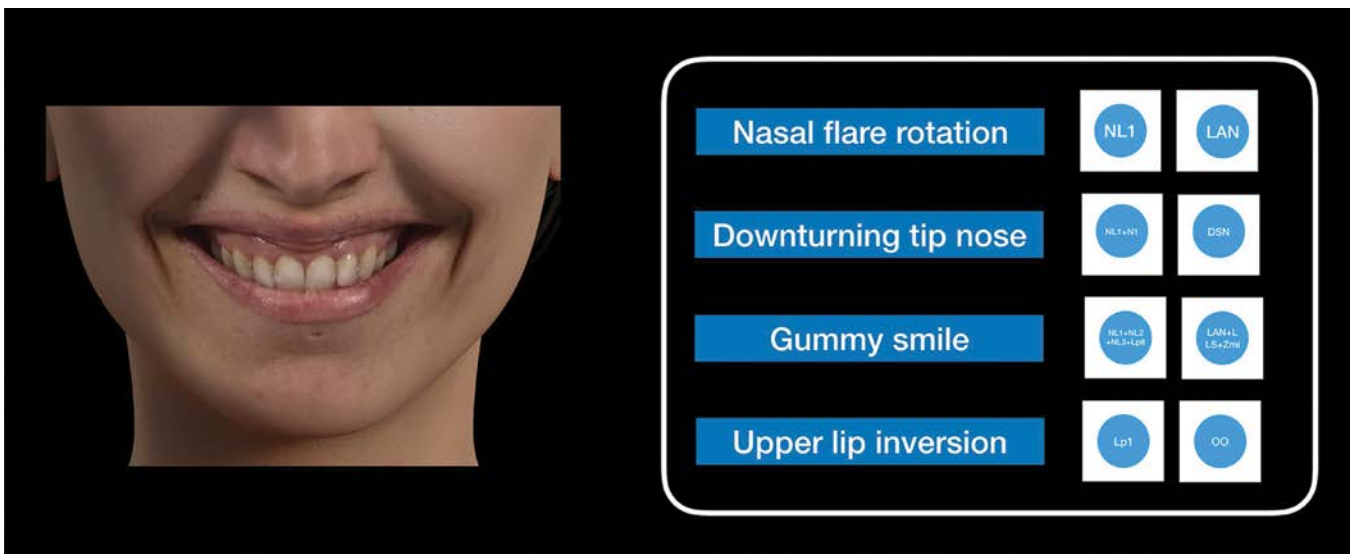 Nasal flare rotation
NL1
LAN
Downturning tip nose
NL1+N1
DSN
Gummy smile
NL1+NL2
+NL3+Lp8
LAN+L
LS+Zmi
Upper lip inversion
Lp1
OO